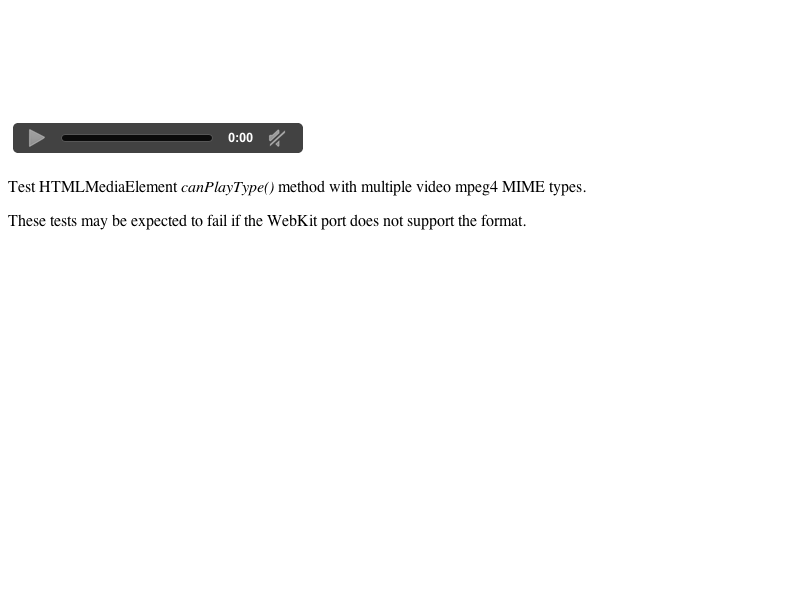 0:00
Test HTMLMediaElement canPlayType() method with multiple video mpeg4 MIME types.
These tests may be expected to fail if the WebKit port does not support the format.